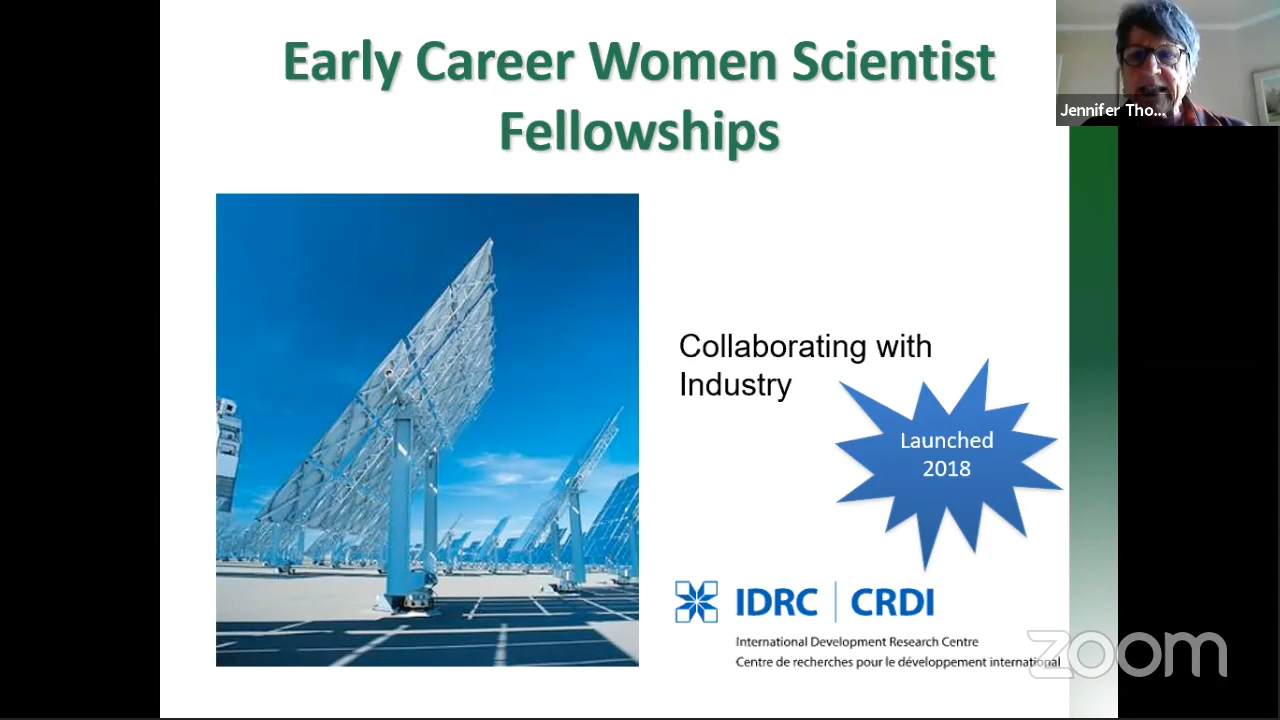 Early Career Women Scientist
Fellowships
Jennifer Tho...
Collaborating with
Industry
Launched
2018
IDRC | CRDI
International Development Research Centre
Centre de recherches pour le développement international
zoom